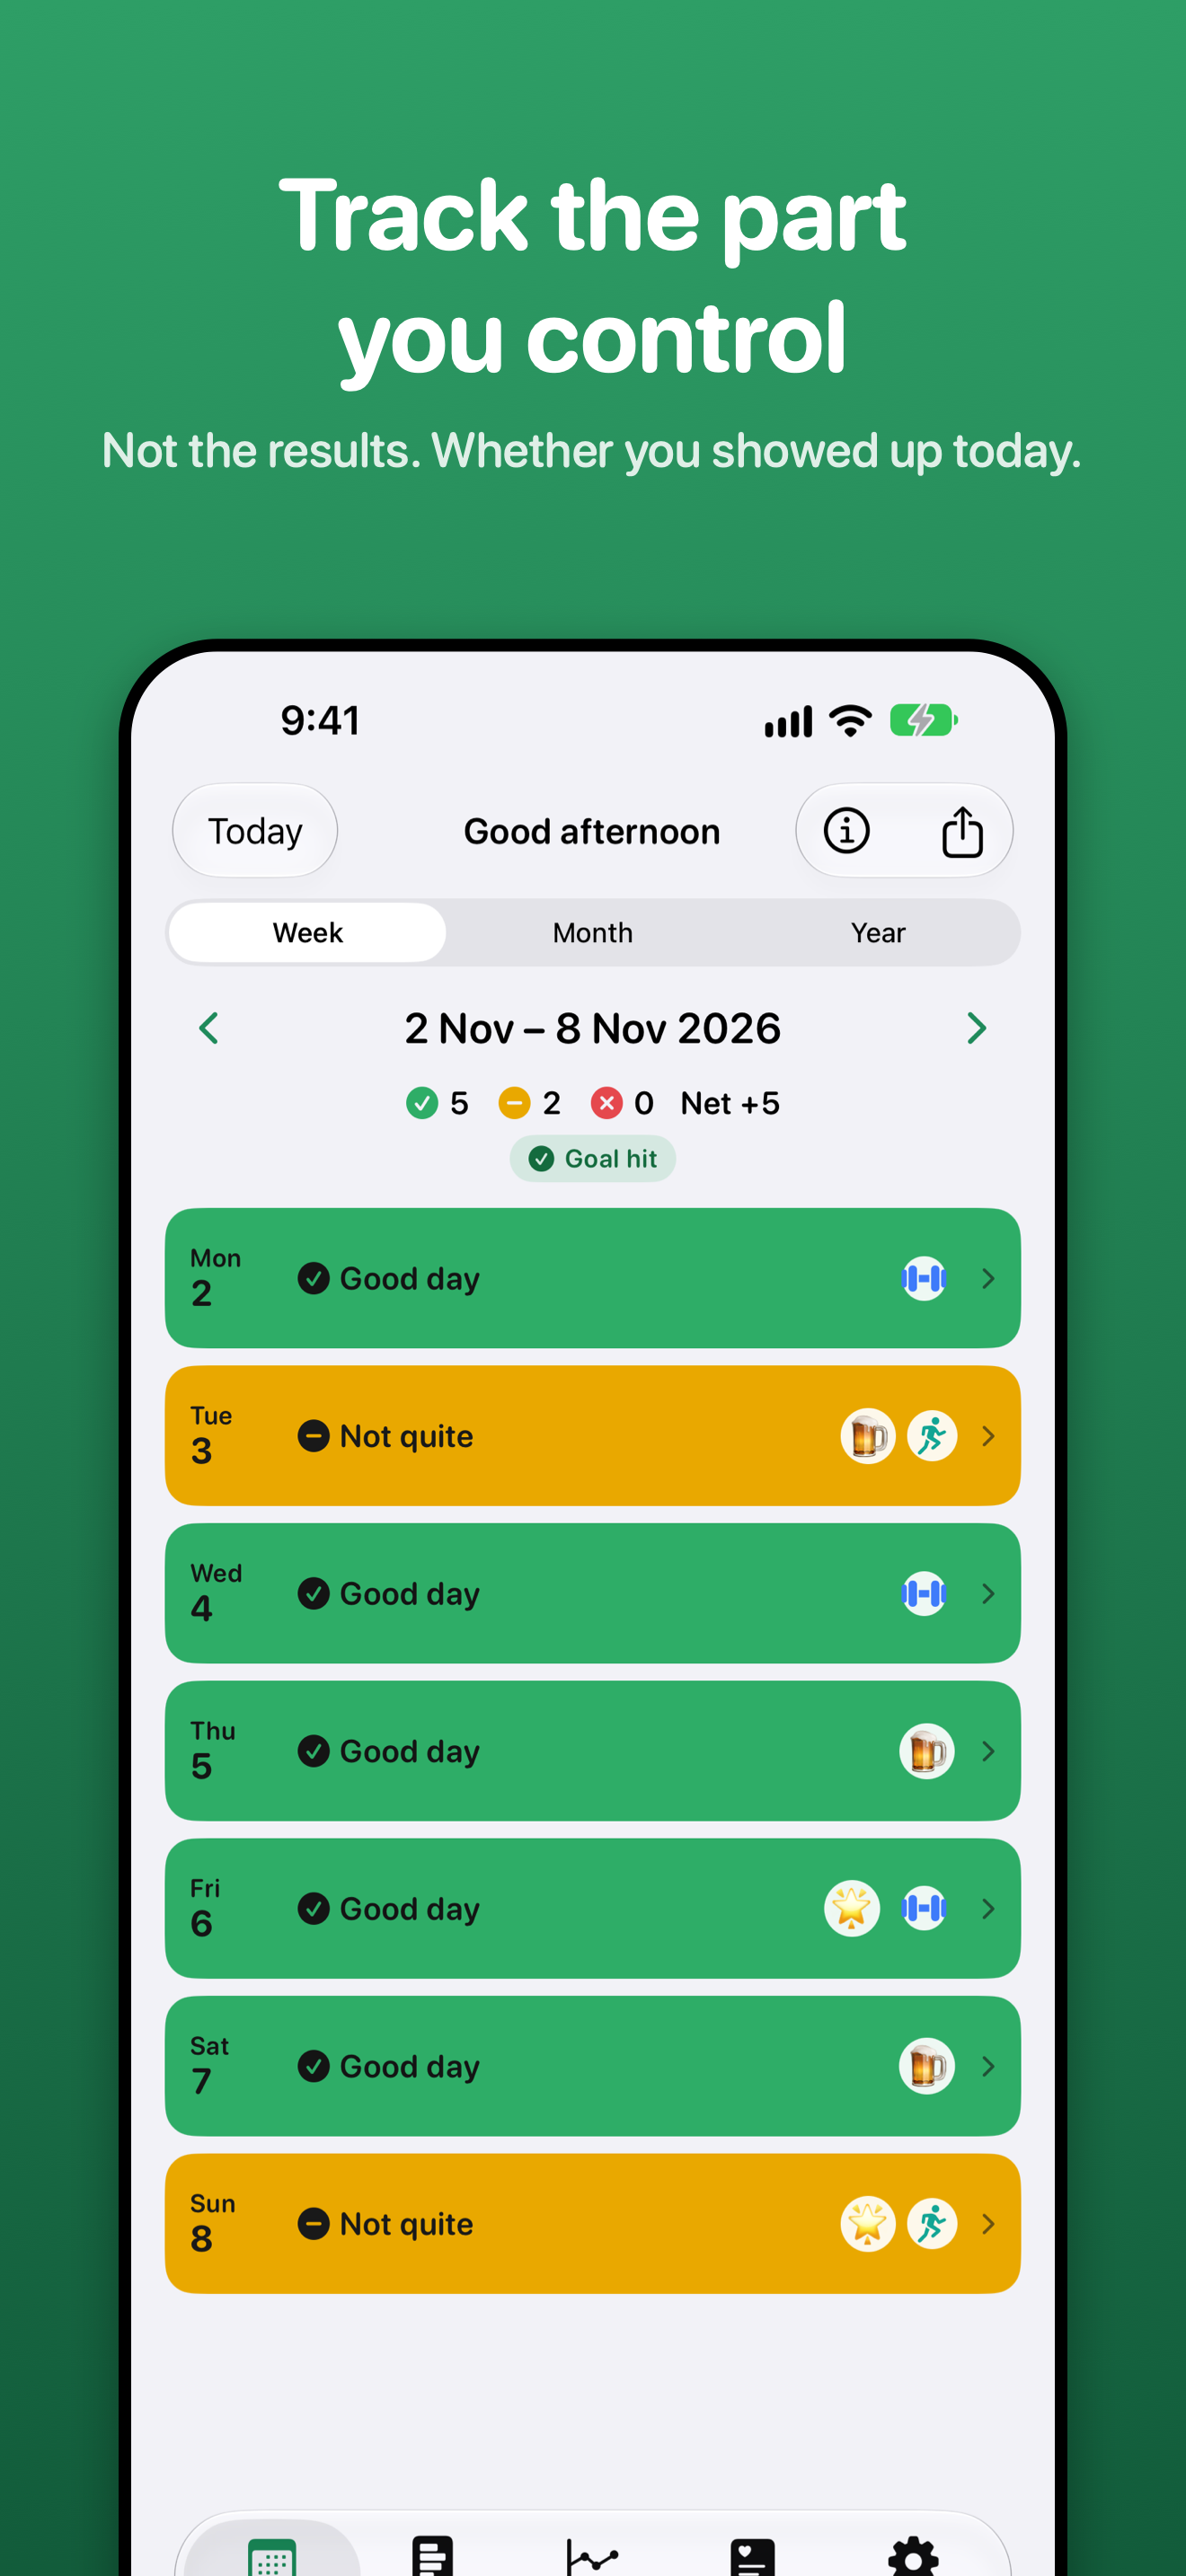 Track the part
you control
Not the results. Whether you showed up today.
9:41
Today
Good afternoon
Week
Month
Year
2 Nov – 8 Nov 2026
5 2 0 Net +5
Goal hit
Mon
2
Good day
Tue
3
Not quite
Wed
4
Good day
Thu
5
Good day
Fri
6
Good day
Sat
7
Good day
Sun
8
Not quite